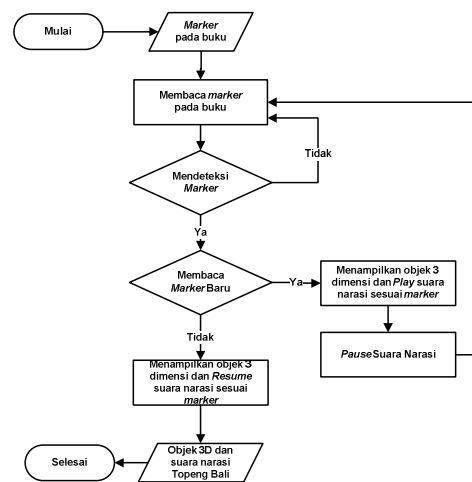 Mulai
Marker
pada buku
Membaca marker
pada buku
Tidak
Mendeteksi
Marker
Ya
Membaca
Marker Baru
Ya
Menampilkan objek 3
dimensi dan Play suara
narasi sesuai marker
Tidak
Pause Suara Narasi
Menampilkan objek 3
dimensi dan Resume
suara narasi sesuai
marker
Objek 3D dan
suara narasi
Topeng Bali
Selesai